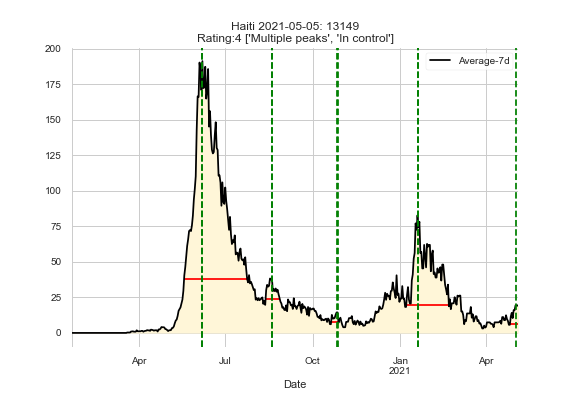 Haiti 2021-05-05: 13149
Rating:4 ['Multiple peaks', 'In control']
Average-7d
200
175
150
125
100
75
50
25
0
Apr
Jul
Oct
Jan
2021
Apr
Date